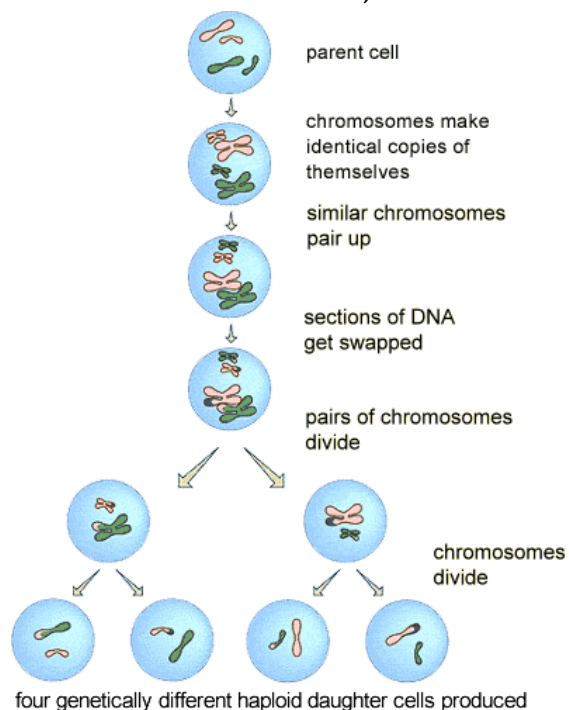 parent cell
chromosomes make
identical copies of
themselves
similar chromosomes
pair up
sections of DNA
get swapped
pairs of chromosomes
divide
chromosomes
divide
four genetically different haploid daughter cells produced